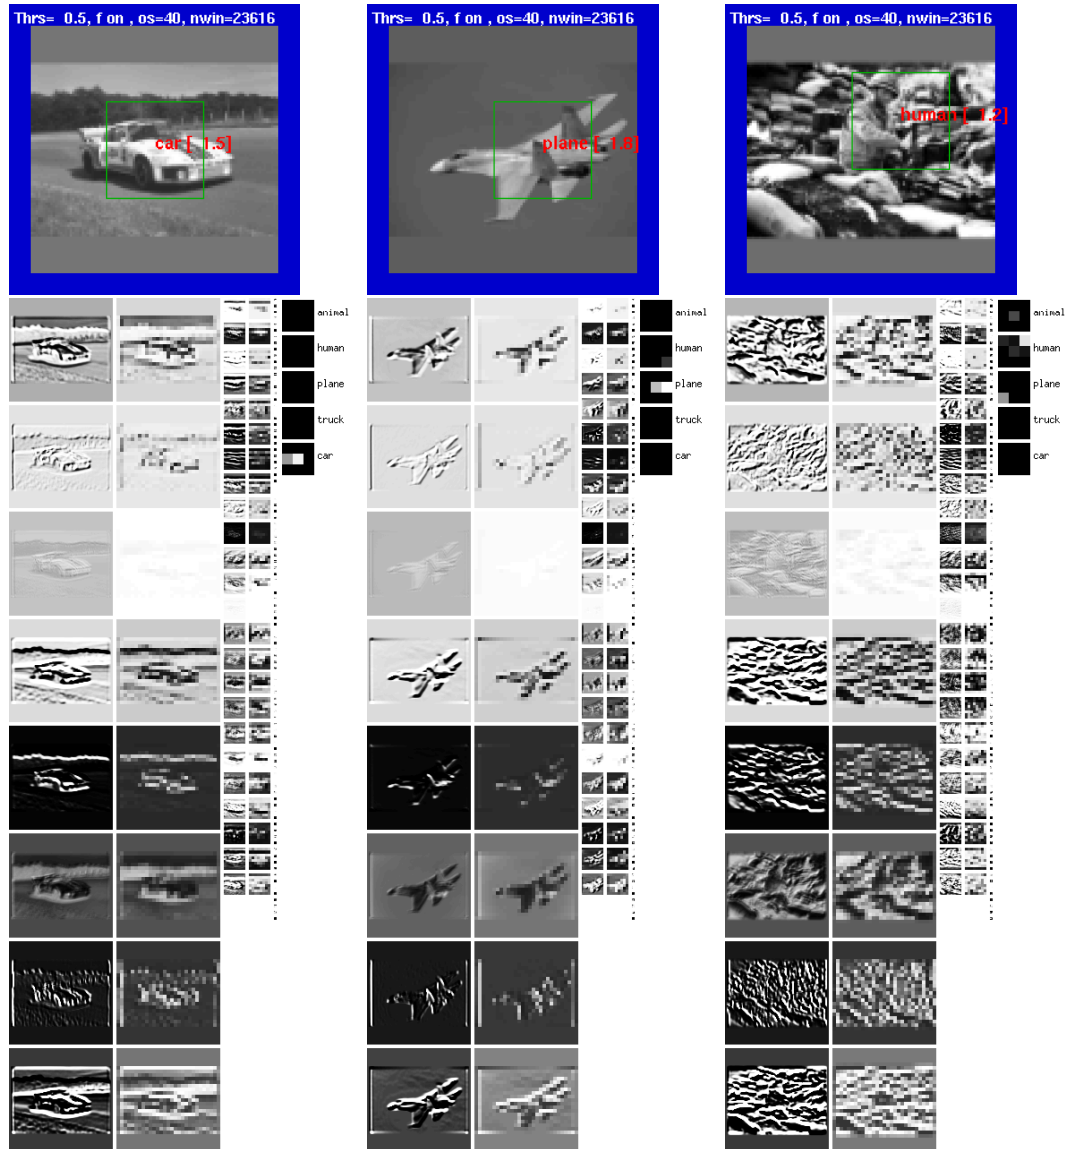 Thrs= 0.5, f on , os=40, nwin=23616
car [ 1.5]
animal
human
plane
truck
car
Thrs= 0.5, f on , os=40, nwin=23616
plane [ 1.8]
animal
human
plane
truck
car
Thrs= 0.5, f on , os=40, nwin=23616
human [ 1.2]
animal
human
plane
truck
car